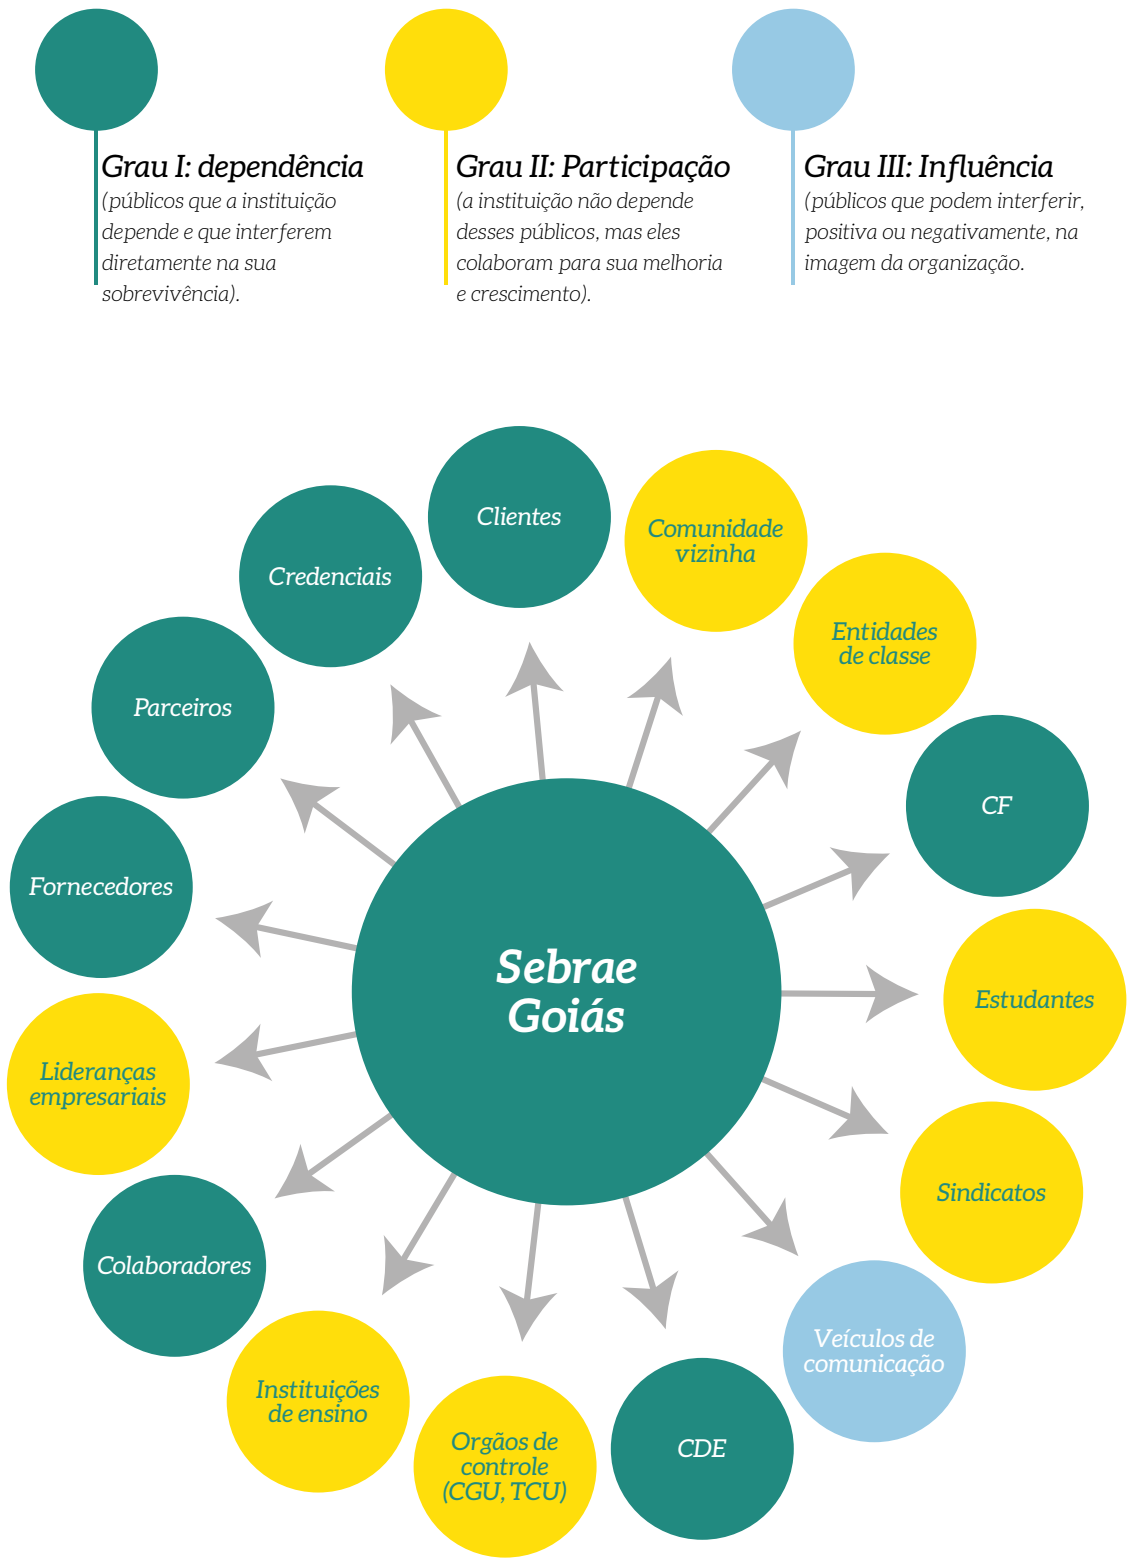 Grau I: dependência
(públicos que a instituição
depende e que interferem
diretamente na sua
sobrevivência).
Grau II: Participação
(a instituição não depende
desses públicos, mas eles
colaboram para sua melhoria
e crescimento).
Grau III: Influência
(públicos que podem interferir,
positiva ou negativamente, na
imagem da organização.
Clientes
Comunidade
vizinha
Entidades
de classe
CF
Estudantes
Sindicatos
Veículos de
comunicação
CDE
Orgãos de
controle
(CGU, TCU)
Instituições
de ensino
Colaboradores
Lideranças
empresariais
Fornecedores
Parceiros
Credenciais
Sebrae
Goiás